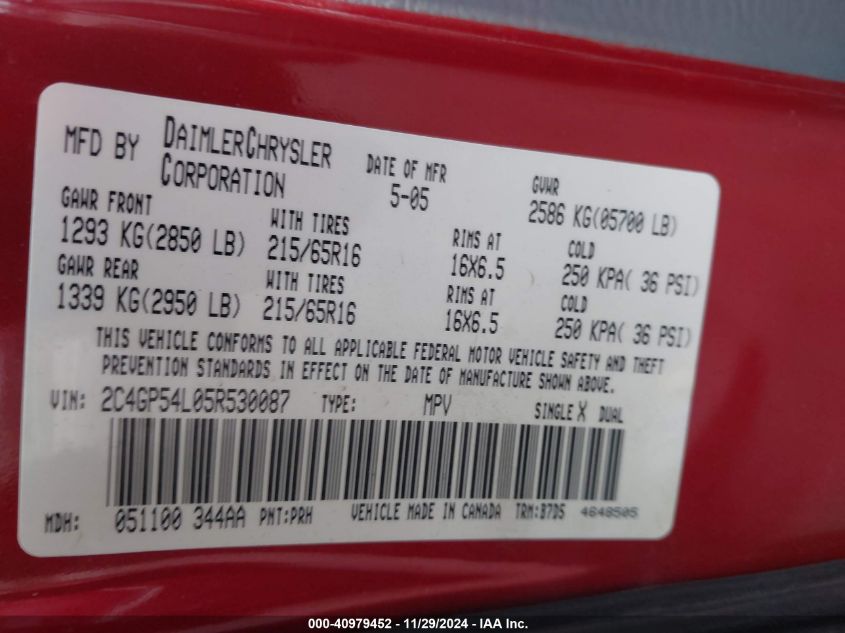 MFD BY DAIMLERCHRYSLER CORPORATION DATE OF MFR 5-05 GVWR 2586 KG(05700 LB)
GAWR FRONT WITH TIRES RIMS AT COLD
1293 KG(2850 LB) 215/65R16 16X6.5 250 KPA( 36 PSI)
GAWR REAR WITH TIRES RIMS AT COLD
1339 KG(2950 LB) 215/65R16 16X6.5 250 KPA( 36 PSI)
THIS VEHICLE CONFORMS TO ALL APPLICABLE FEDERAL MOTOR VEHICLE SAFETY AND THEFT
PREVENTION STANDARDS IN EFFECT ON THE DATE OF MANUFACTURE SHOWN ABOVE.
VIN: 2C4GP54L05R530087 TYPE: MPV SINGLE X DUAL
MDH: 051100 344AA PNT:PRH VEHICLE MADE IN CANADA TRM:B7D5 4648505
000-40979452 - 11/29/2024 - IAA Inc.